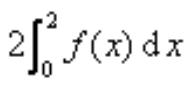 2∫₀² f(x) dx